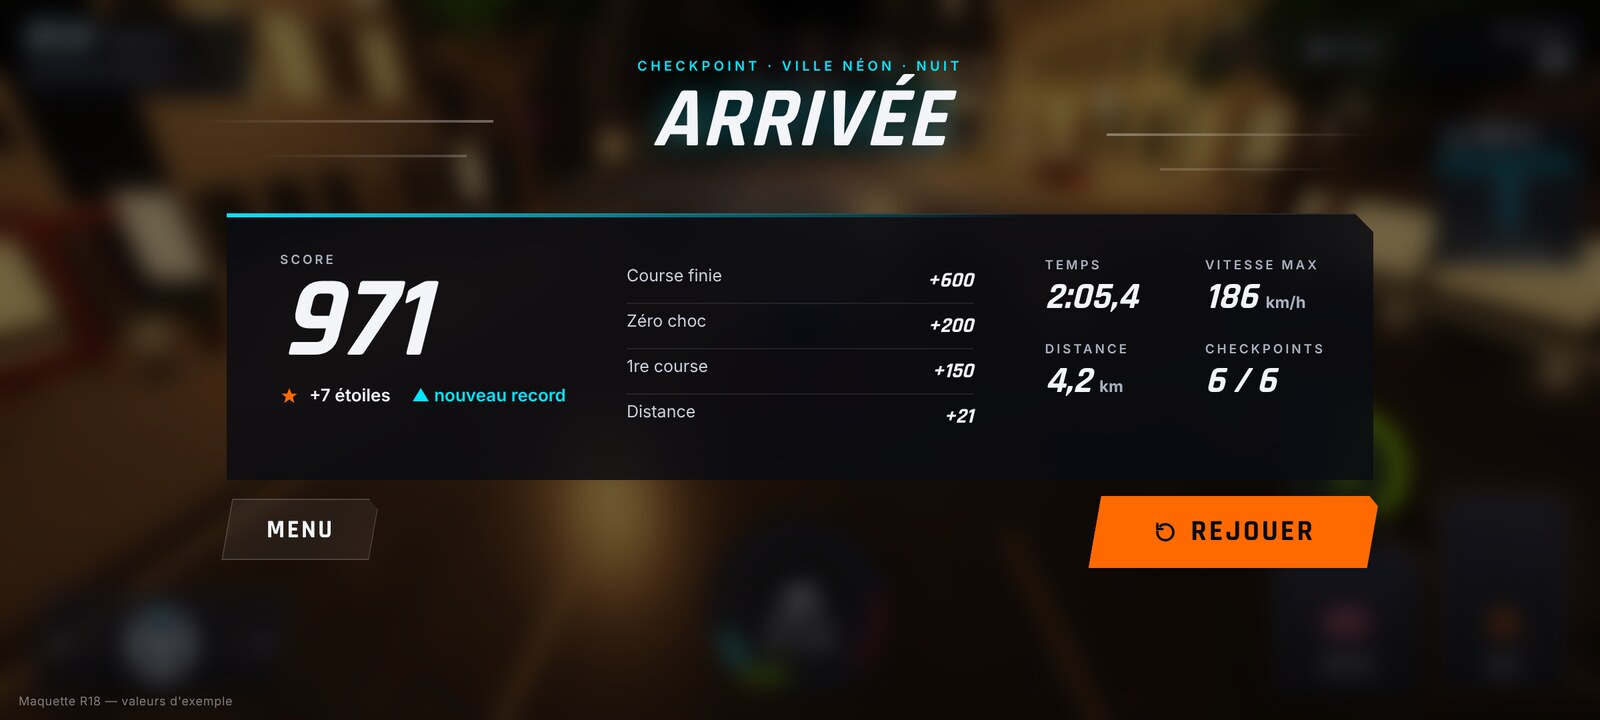 CHECKPOINT · VILLE NÉON · NUIT
ARRIVÉE
SCORE
971
+7 étoiles ▲ nouveau record
Course finie +600
Zéro choc +200
1re course +150
Distance +21
TEMPS
2:05,4
VITESSE MAX
186 km/h
DISTANCE
4,2 km
CHECKPOINTS
6 / 6
MENU
REJOUER
Maquette R18 — valeurs d'exemple